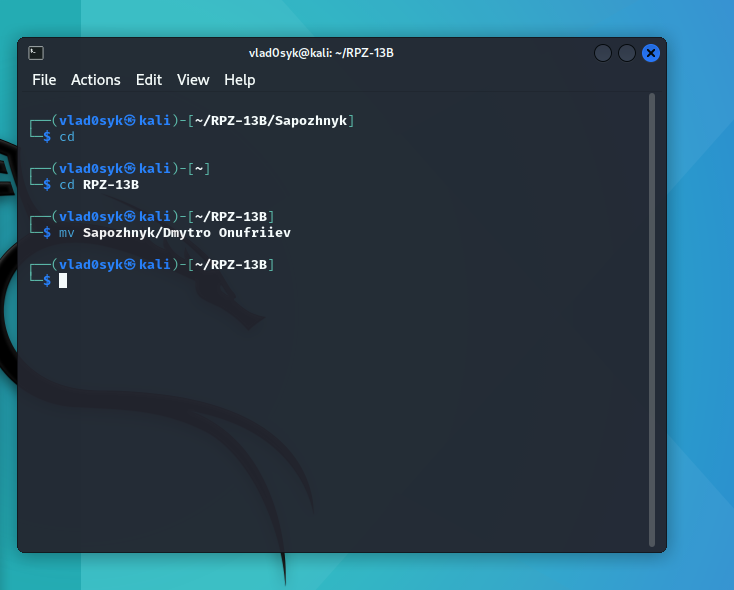 vlad0syk@kali: ~/RPZ-13B
File Actions Edit View Help
┌──(vlad0syk㉿kali)-[~/RPZ-13B/Sapozhnyk]
└─$ cd
┌──(vlad0syk㉿kali)-[~]
└─$ cd RPZ-13B
┌──(vlad0syk㉿kali)-[~/RPZ-13B]
└─$ mv Sapozhnyk/Dmytro Onufriiev
┌──(vlad0syk㉿kali)-[~/RPZ-13B]
└─$